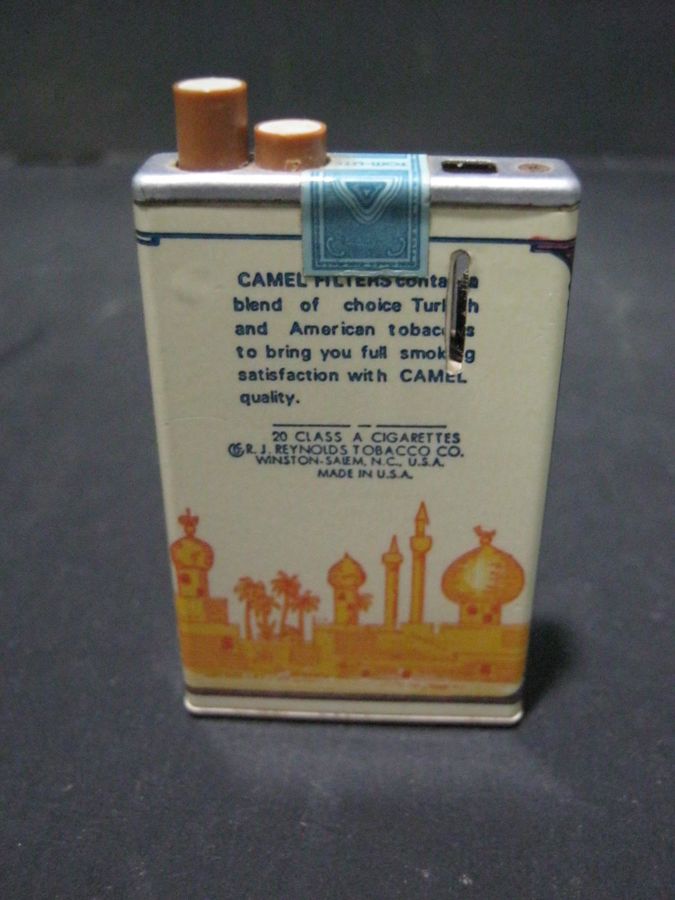 CAMEL FILTERS conta a
blend of choice Turk h
and American tobac s
to bring you full smok g
satisfaction with CAMEL
quality.
20 CLASS A CIGARETTES
R. J. REYNOLDS TOBACCO CO.
WINSTON-SALEM, N.C., U.S.A.
MADE IN U.S.A.